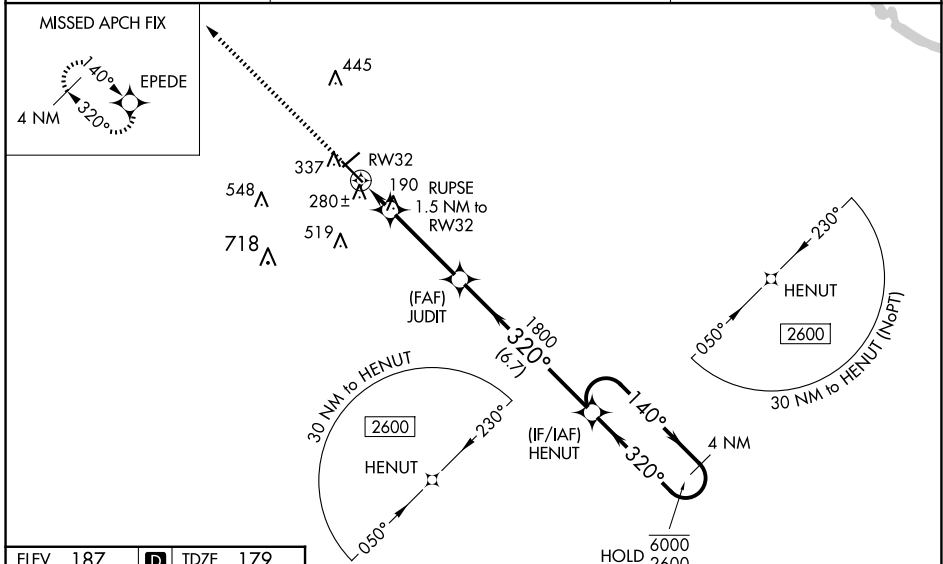 MISSED APCH FIX
140°
EPEDE
4 NM
320°
445
337
RW32
548
280±
190
RUPSE
1.5 NM to
RW32
718
519
(FAF)
JUDIT
1800
320°
(6.7)
230°
HENUT
2600
050°
30 NM to HENUT (NoPT)
30 NM to HENUT
2600
230°
HENUT
050°
(IF/IAF)
HENUT
140°
4 NM
320°
HOLD
6000
2600
ELEV 187
D
TDZE 179